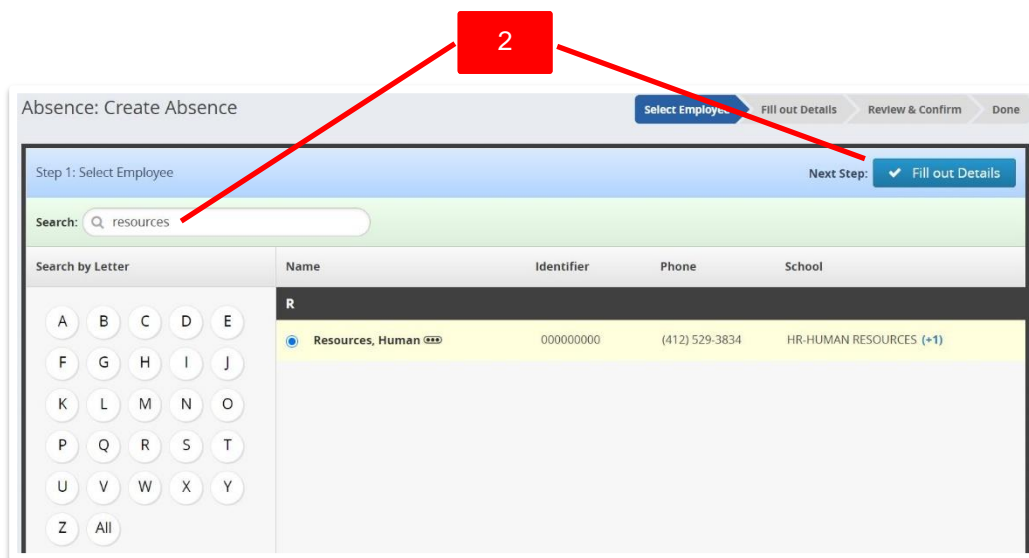 2
Absence: Create Absence
Select Employee Fill out Details Review & Confirm Done
Step 1: Select Employee
Next Step: Fill out Details
Search: resources
Search by Letter Name Identifier Phone School
R
Resources, Human 000000000 (412) 529-3834 HR-HUMAN RESOURCES (+1)
A B C D E
F G H I J
K L M N O
P Q R S T
U V W X Y
Z All